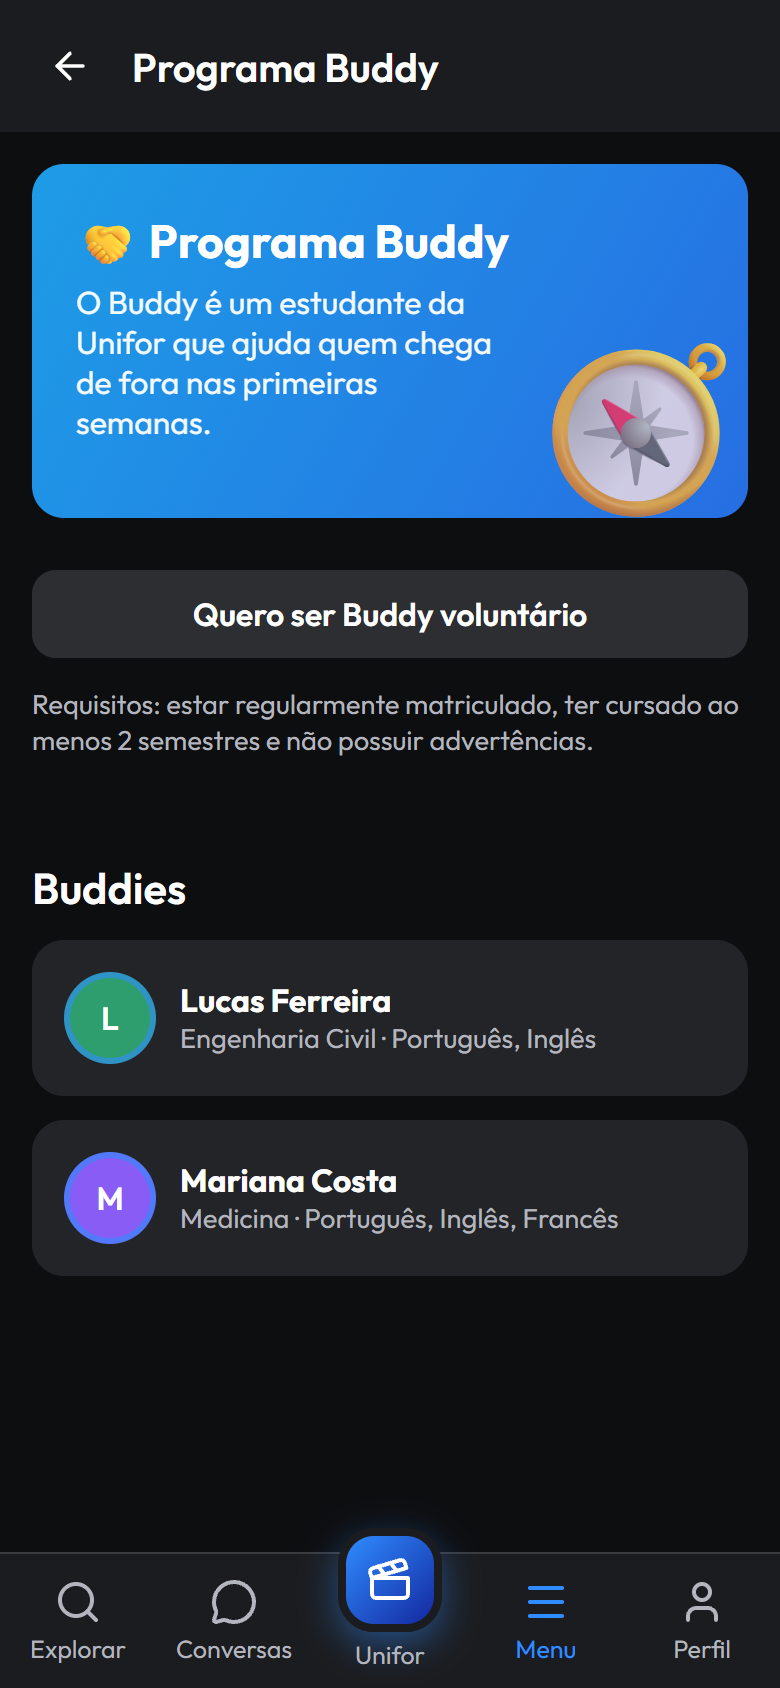 Programa Buddy
Programa Buddy
O Buddy é um estudante da
Unifor que ajuda quem chega
de fora nas primeiras
semanas.
Quero ser Buddy voluntário
Requisitos: estar regularmente matriculado, ter cursado ao
menos 2 semestres e não possuir advertências.
Buddies
L
Lucas Ferreira
Engenharia Civil · Português, Inglês
M
Mariana Costa
Medicina · Português, Inglês, Francês
Explorar
Conversas
Unifor
Menu
Perfil